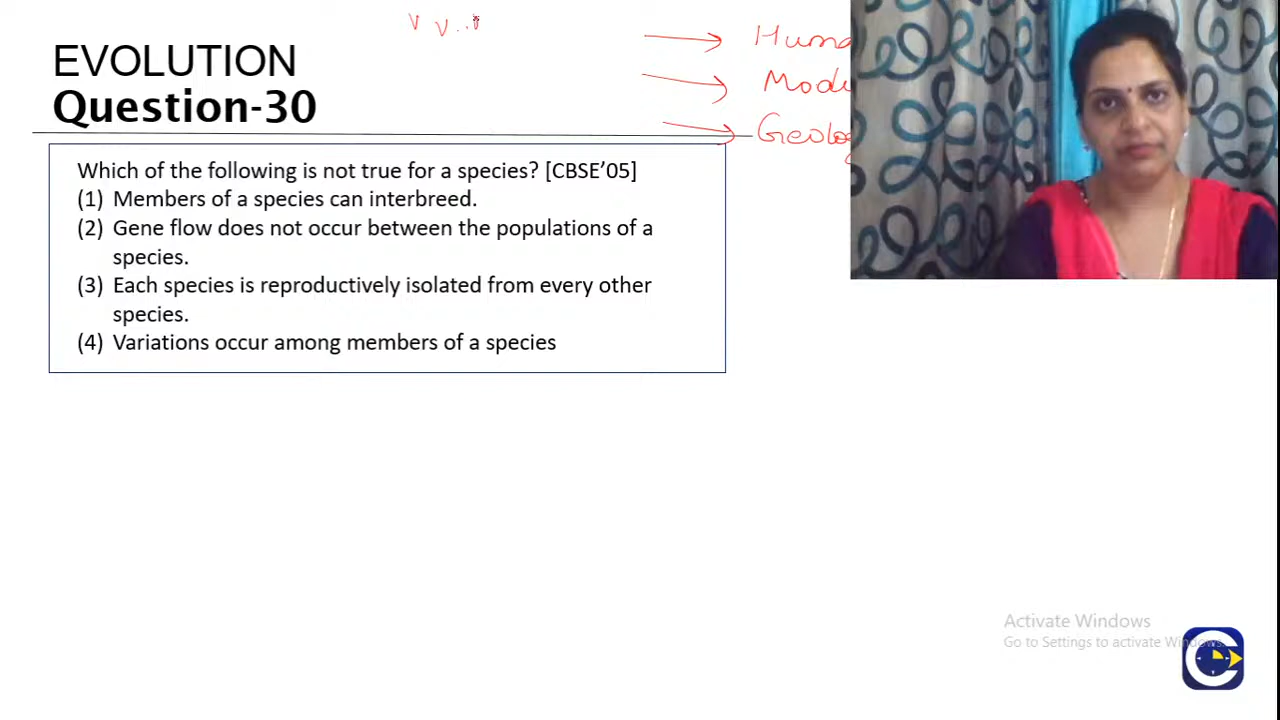 EVOLUTION
Question-30
Which of the following is not true for a species? [CBSE’05]
(1) Members of a species can interbreed.
(2) Gene flow does not occur between the populations of a
species.
(3) Each species is reproductively isolated from every other
species.
(4) Variations occur among members of a species
Activate Windows
Go to Settings to activate Windows.